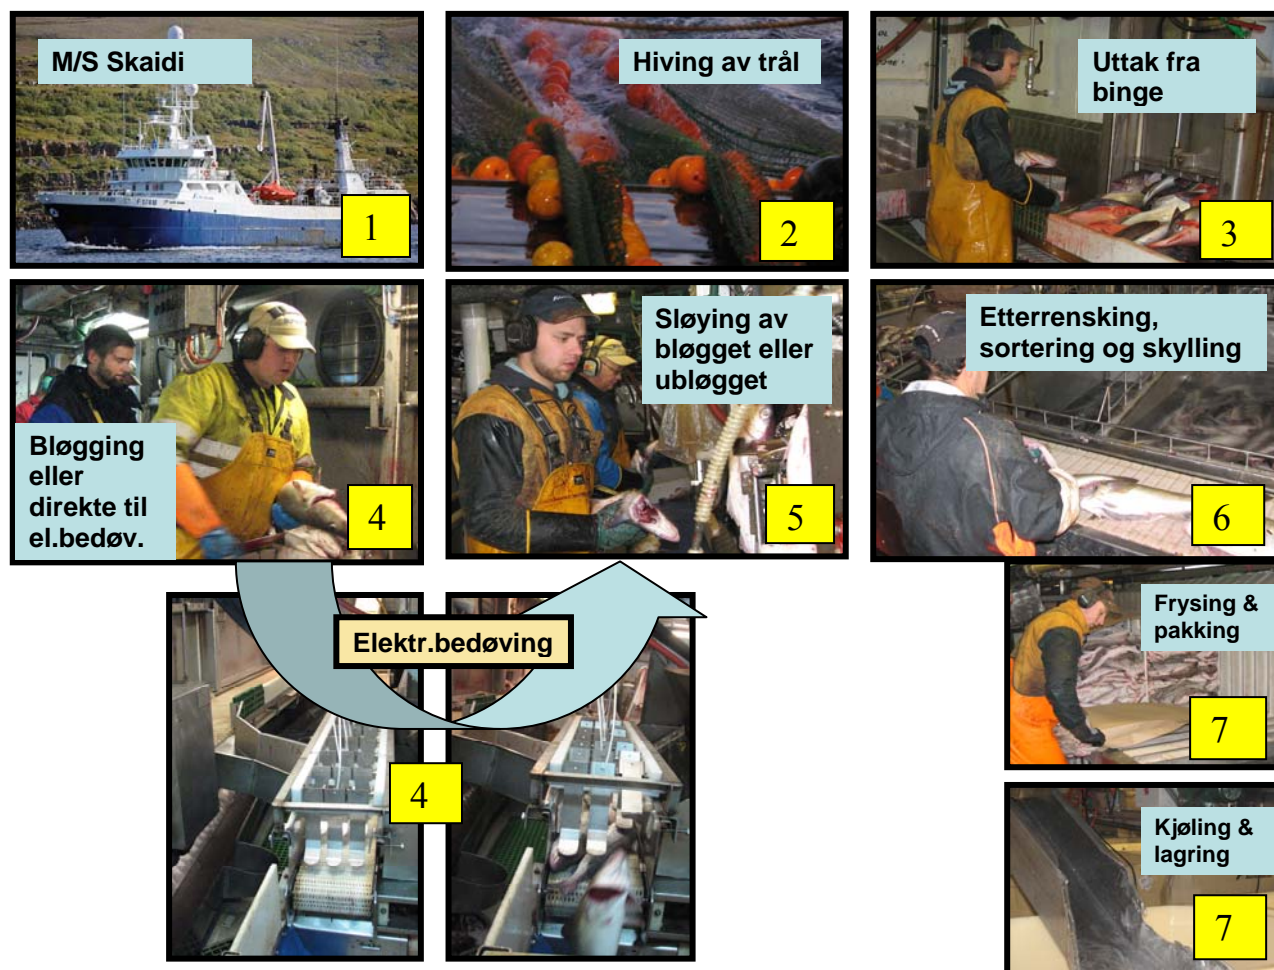 M/S Skaidi
1
Hiving av trål
2
Uttak fra
binge
3
Bløgging
eller
direkte til
el.bedøv.
4
Sløying av
bløgget eller
ubløgget
5
Etterrensking,
sortering og skylling
6
Elektr.bedøving
4
Frysing &
pakking
7
Kjøling &
lagring
7